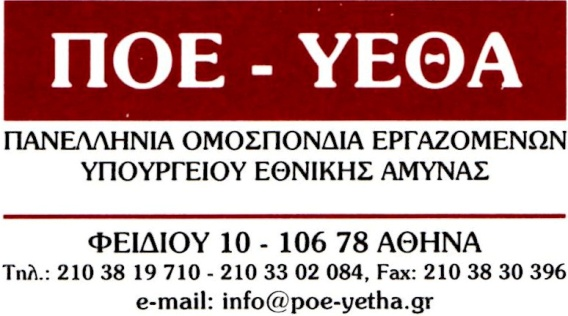 ΠΟΕ - ΥΕΘΑ
ΠΑΝΕΛΛΗΝΙΑ ΟΜΟΣΠΟΝΔΙΑ ΕΡΓΑΖΟΜΕΝΩΝ
ΥΠΟΥΡΓΕΙΟΥ ΕΘΝΙΚΗΣ ΑΜΥΝΑΣ
ΦΕΙΔΙΟΥ 10 - 106 78 ΑΘΗΝΑ
Τηλ.: 210 38 19 710 - 210 33 02 084, Fax: 210 38 30 396
e-mail: info@poe-yetha.gr